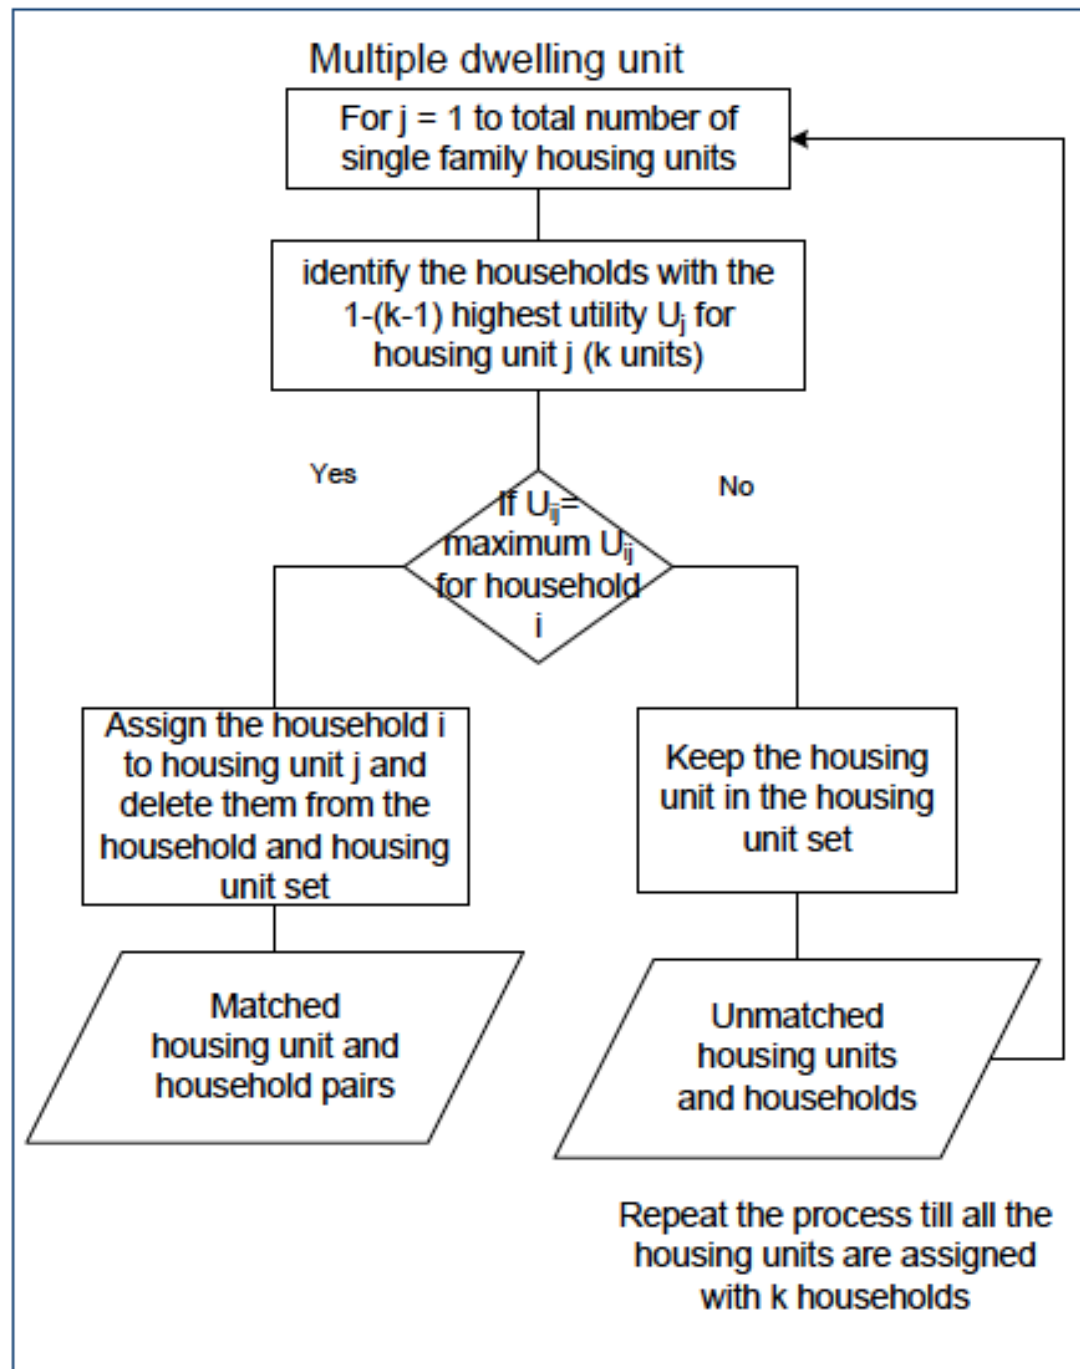 Multiple dwelling unit
For j = 1 to total number of
single family housing units
identify the households with the
1-(k-1) highest utility Uj for
housing unit j (k units)
Yes
No
If Uij=
maximum Uij
for household
i
Assign the household i
to housing unit j and
delete them from the
household and housing
unit set
Keep the housing
unit in the housing
unit set
Matched
housing unit and
household pairs
Unmatched
housing units
and households
Repeat the process till all the
housing units are assigned
with k households